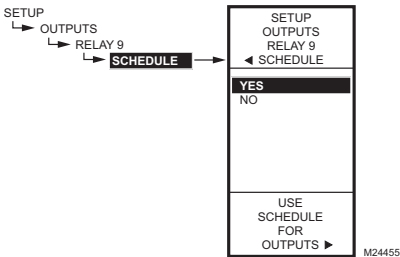 SETUP
OUTPUTS
RELAY 9
SCHEDULE
SETUP
OUTPUTS
RELAY 9
◀ SCHEDULE
YES
NO
USE
SCHEDULE
FOR
OUTPUTS ▶
M24455